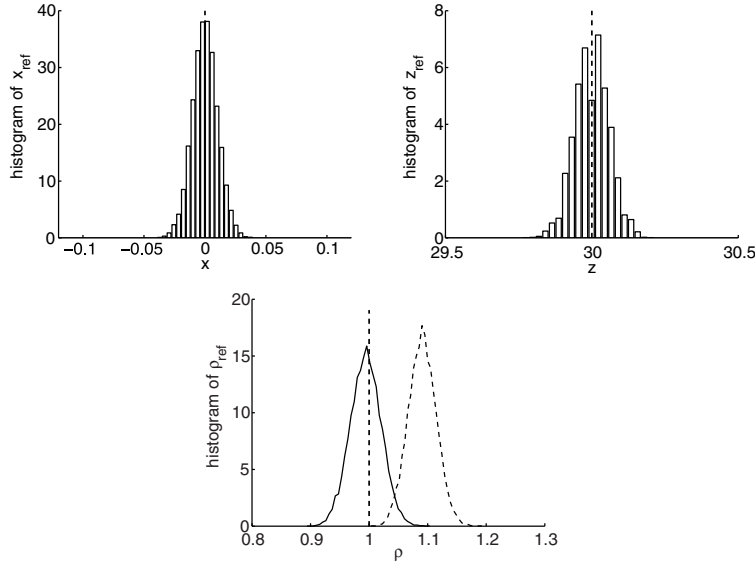 histogram of x_ref
40
30
20
10
0
−0.1 −0.05 0 0.05 0.1
x
histogram of z_ref
8
6
4
2
0
29.5 30 30.5
z
histogram of ρ_ref
20
15
10
5
0
0.8 0.9 1 1.1 1.2 1.3
ρ